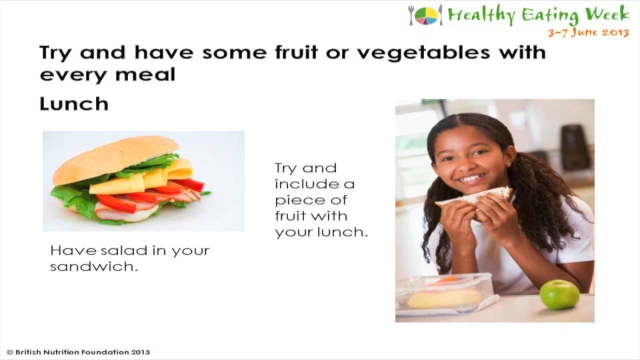 Healthy Eating Week
3-7 June 2013
Try and have some fruit or vegetables with
every meal
Lunch
Try and
include a
piece of
fruit with
your lunch.
Have salad in your
sandwich.
© British Nutrition Foundation 2013